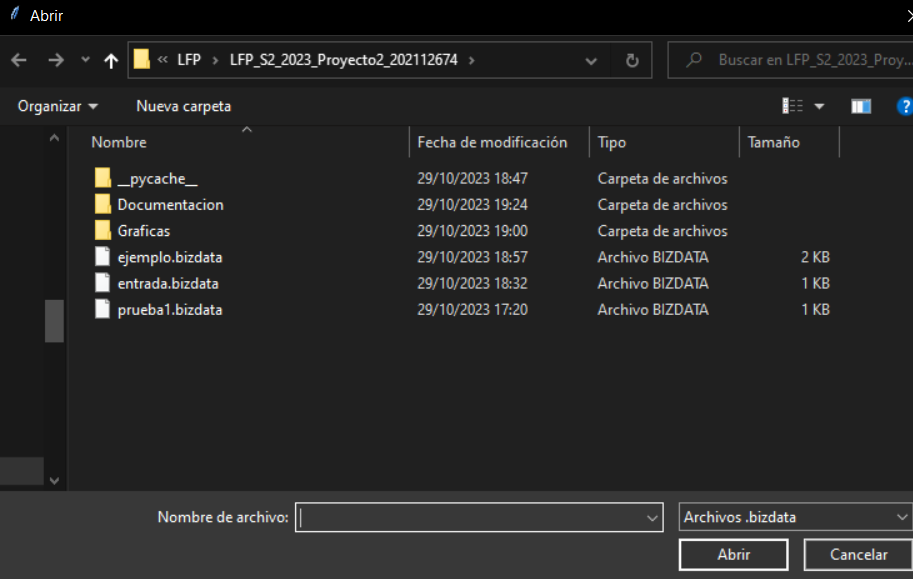 Abrir
« LFP › LFP_S2_2023_Proyecto2_202112674 › Buscar en LFP_S2_2023_Proy...
Organizar Nueva carpeta ?
Nombre Fecha de modificación Tipo Tamaño
__pycache__ 29/10/2023 18:47 Carpeta de archivos
Documentacion 29/10/2023 19:24 Carpeta de archivos
Graficas 29/10/2023 19:00 Carpeta de archivos
ejemplo.bizdata 29/10/2023 18:57 Archivo BIZDATA 2 KB
entrada.bizdata 29/10/2023 18:32 Archivo BIZDATA 1 KB
prueba1.bizdata 29/10/2023 17:20 Archivo BIZDATA 1 KB
Nombre de archivo: Archivos .bizdata
Abrir Cancelar